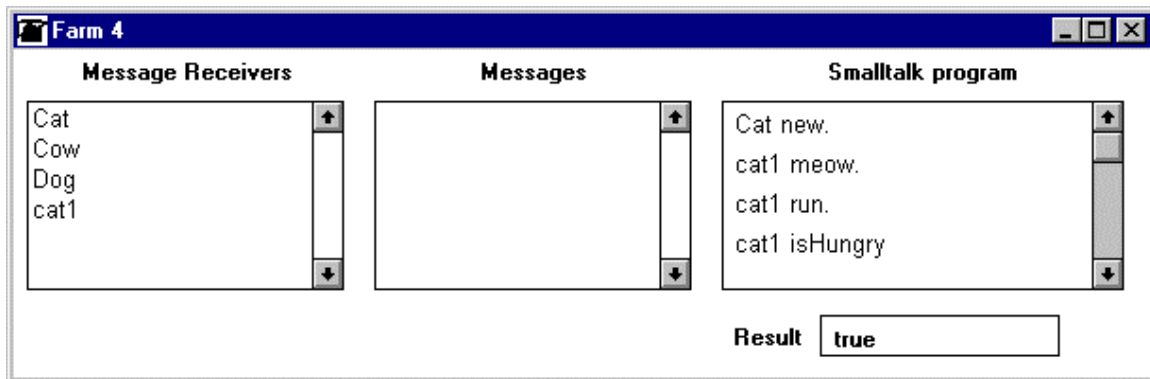 Farm 4
Message Receivers
Messages
Smalltalk program
Cat
Cow
Dog
cat1
Cat new.
cat1 meow.
cat1 run.
cat1 isHungry
Result
true